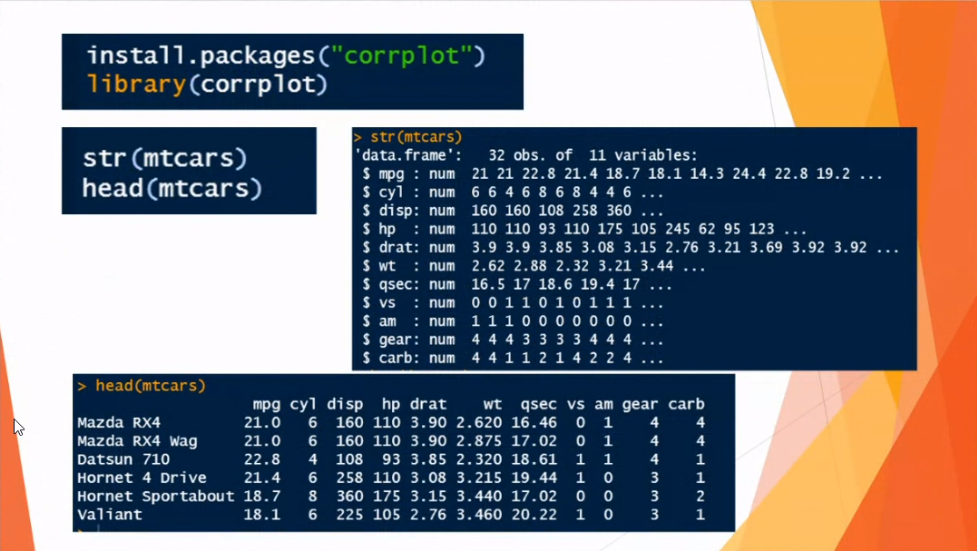 install.packages("corrplot")
library(corrplot)
str(mtcars)
head(mtcars)
> str(mtcars)
'data.frame':   32 obs. of  11 variables:
 $ mpg : num  21 21 22.8 21.4 18.7 18.1 14.3 24.4 22.8 19.2 ...
 $ cyl : num  6 6 4 6 8 6 8 4 4 6 ...
 $ disp: num  160 160 108 258 360 ...
 $ hp  : num  110 110 93 110 175 105 245 62 95 123 ...
 $ drat: num  3.9 3.9 3.85 3.08 3.15 2.76 3.21 3.69 3.92 3.92 ...
 $ wt  : num  2.62 2.88 2.32 3.21 3.44 ...
 $ qsec: num  16.5 17 18.6 19.4 17 ...
 $ vs  : num  0 0 1 1 0 1 0 1 1 1 ...
 $ am  : num  1 1 1 0 0 0 0 0 0 0 ...
 $ gear: num  4 4 4 3 3 3 3 4 4 4 ...
 $ carb: num  4 4 1 1 2 1 4 2 2 4 ...
> head(mtcars)
                   mpg cyl disp  hp drat    wt  qsec vs am gear carb
Mazda RX4         21.0   6  160 110 3.90 2.620 16.46  0  1    4    4
Mazda RX4 Wag     21.0   6  160 110 3.90 2.875 17.02  0  1    4    4
Datsun 710        22.8   4  108  93 3.85 2.320 18.61  1  1    4    1
Hornet 4 Drive    21.4   6  258 110 3.08 3.215 19.44  1  0    3    1
Hornet Sportabout 18.7   8  360 175 3.15 3.440 17.02  0  0    3    2
Valiant           18.1   6  225 105 2.76 3.460 20.22  1  0    3    1